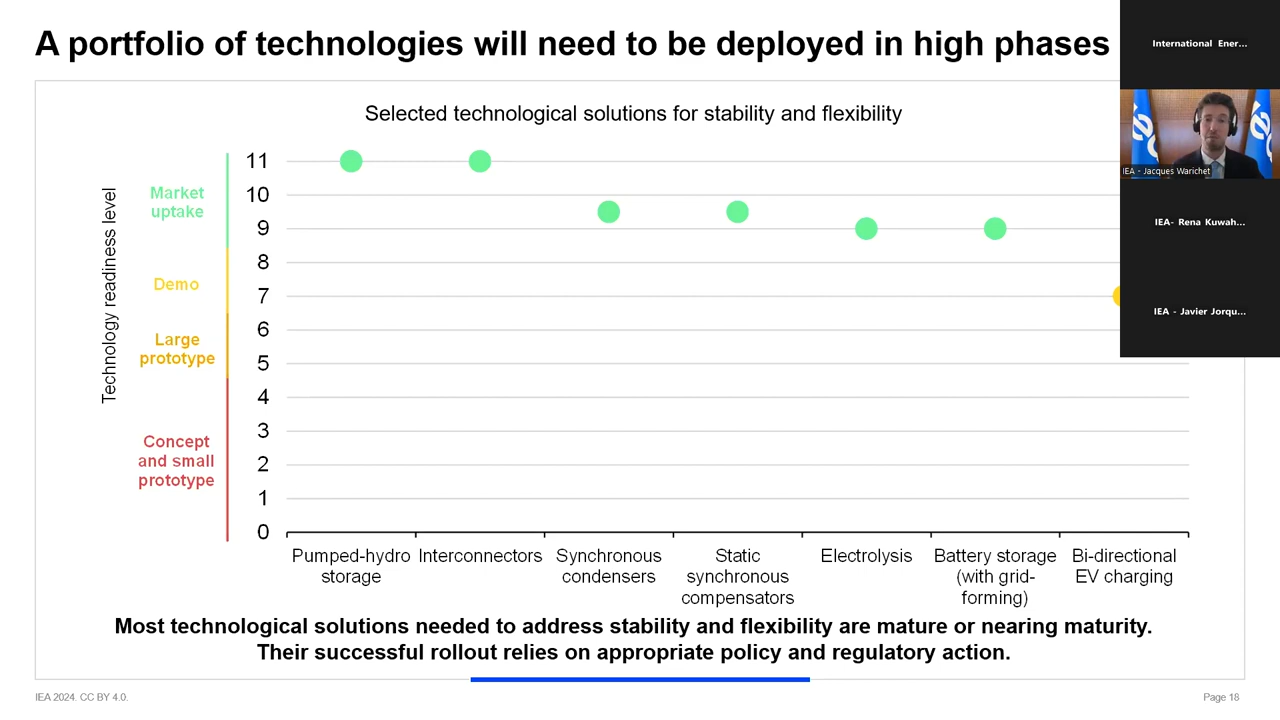 A portfolio of technologies will need to be deployed in high phases
International Ener...
IEA - Jacques Warichet
IEA- Rena Kuwah...
IEA - Javier Jorqu...
Selected technological solutions for stability and flexibility
Technology readiness level
Market
uptake
Demo
Large
prototype
Concept
and small
prototype
11
10
9
8
7
6
5
4
3
2
1
0
Pumped-hydro
storage
Interconnectors
Synchronous
condensers
Static
synchronous
compensators
Electrolysis
Battery storage
(with grid-
forming)
Bi-directional
EV charging
Most technological solutions needed to address stability and flexibility are mature or nearing maturity.
Their successful rollout relies on appropriate policy and regulatory action.
IEA 2024. CC BY 4.0.
Page 18